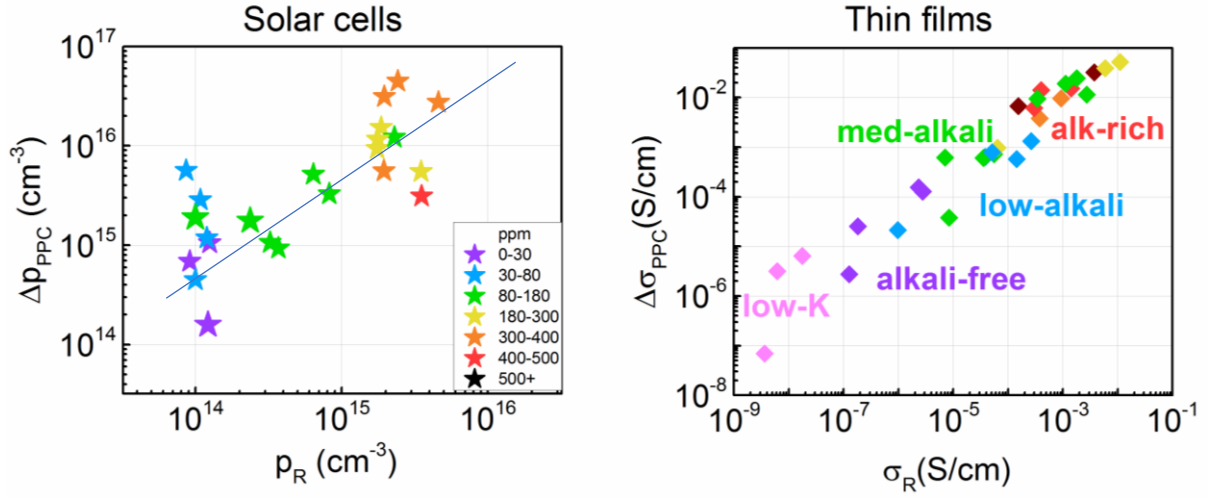 Solar cells
10^17
10^16
10^15
10^14
Δp_PPC (cm^-3)
10^14
10^15
10^16
p_R (cm^-3)
ppm
0-30
30-80
80-180
180-300
300-400
400-500
500+
Thin films
10^-2
10^-4
10^-6
10^-8
Δσ_PPC(S/cm)
med-alkali
alk-rich
low-alkali
alkali-free
low-K
10^-9
10^-7
10^-5
10^-3
10^-1
σ_R(S/cm)